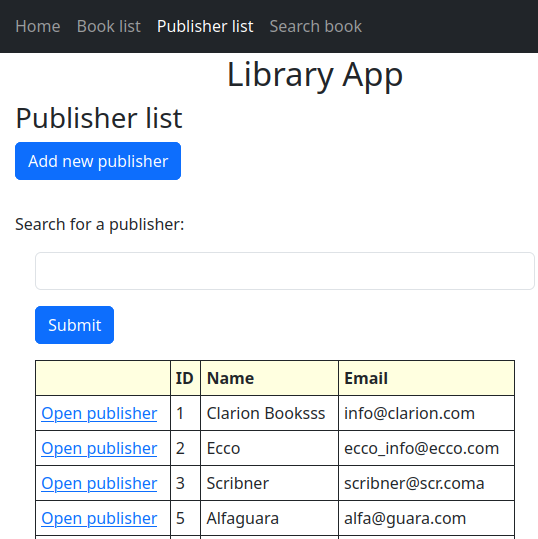 Home Book list Publisher list Search book
Library App
Publisher list
Add new publisher
Search for a publisher:
Submit
ID Name Email
Open publisher 1 Clarion Booksss info@clarion.com
Open publisher 2 Ecco ecco_info@ecco.com
Open publisher 3 Scribner scribner@scr.coma
Open publisher 5 Alfaguara alfa@guara.com